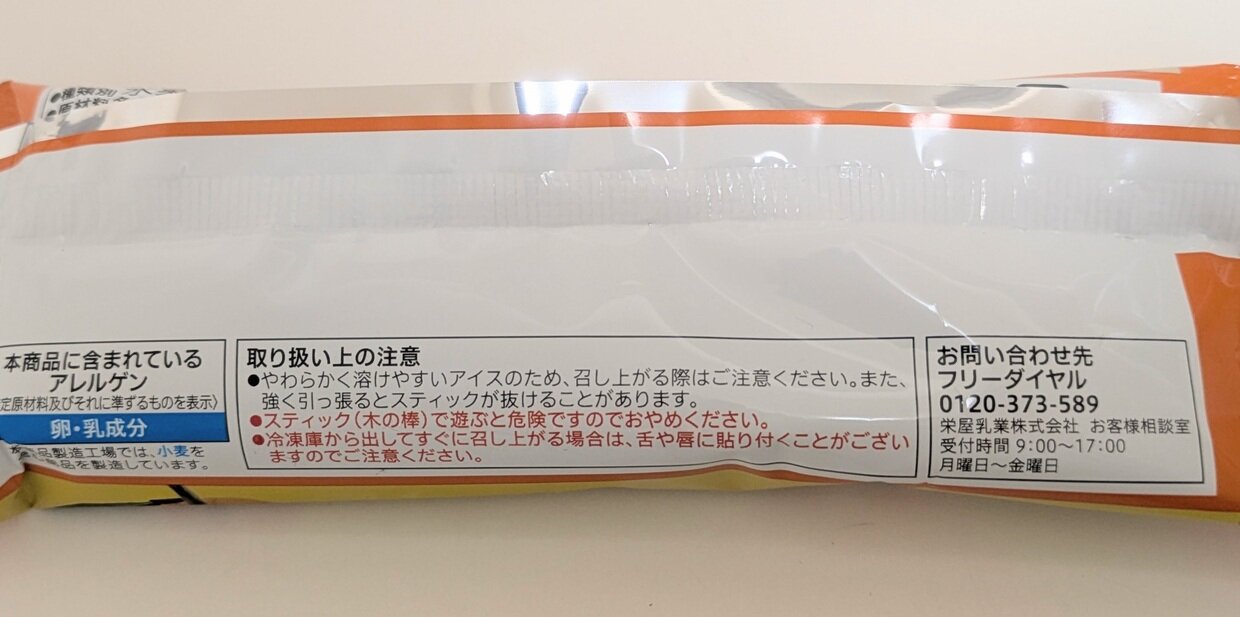 ●種類別
本商品に含まれている
アレルゲン
定原材料及びそれに準ずるものを表示〉
卵・乳成分
品製造工場では、小麦を
品を製造しています。
取り扱い上の注意
●やわらかく溶けやすいアイスのため、召し上がる際はご注意ください。また、
強く引っ張るとスティックが抜けることがあります。
●スティック(木の棒)で遊ぶと危険ですのでおやめください。
●冷凍庫から出してすぐに召し上がる場合は、舌や唇に貼り付くことがござい
ますのでご注意ください。
お問い合わせ先
フリーダイヤル
0120-373-589
栄屋乳業株式会社 お客様相談室
受付時間 9:00～17:00
月曜日～金曜日